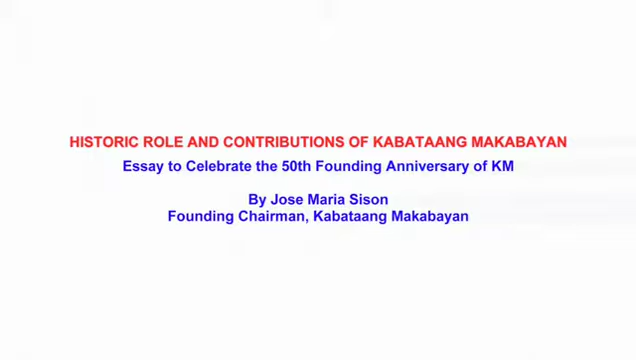 HISTORIC ROLE AND CONTRIBUTIONS OF KABATAANG MAKABAYAN
Essay to Celebrate the 50th Founding Anniversary of KM
By Jose Maria Sison
Founding Chairman, Kabataang Makabayan